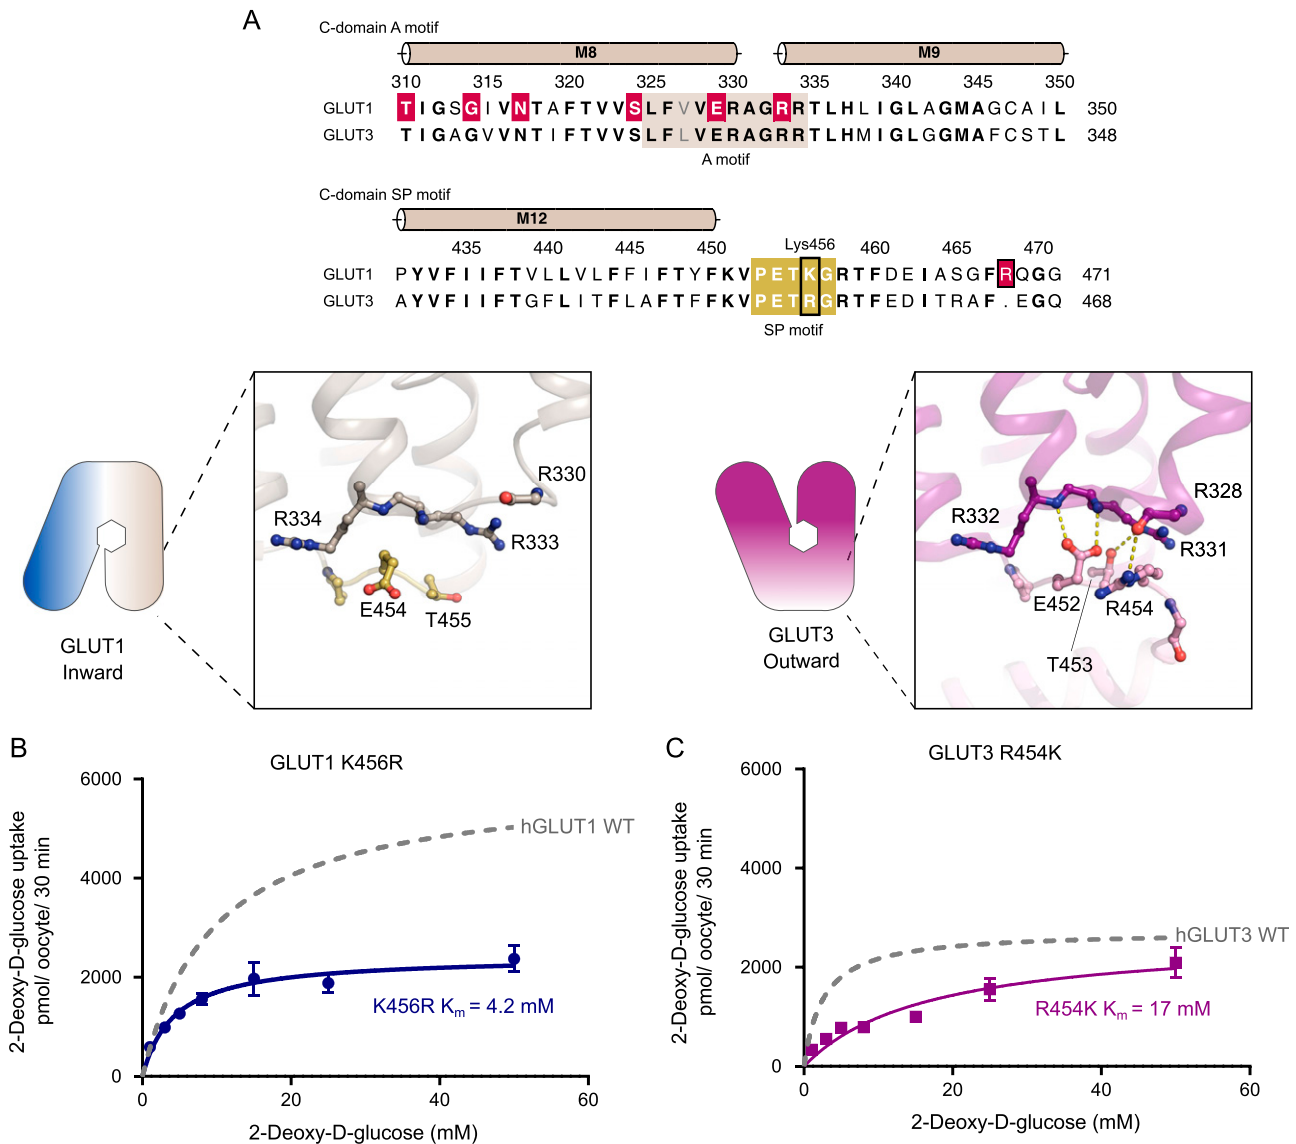 A
C-domain A motif
M8 M9
310 315 320 325 330 335 340 345 350
GLUT1 TIGSGIVNTAFTVVSLFVVERAGRRTLHLIGLAGMAGCAIL 350
GLUT3 TIGAGVVNTIFTVVSLFLVERAGRRTLHMIGLGGMAFCSTL 348
A motif
C-domain SP motif
M12
435 440 445 450 Lys456 460 465 470
GLUT1 PYVFIIFTVLLVLFFIFTYFKVPETKGRTFDEIASGFRQGG 471
GLUT3 AYVFIIFTGFLITFLAFTFFKVPETRGRTFEDITRAF.EGQ 468
SP motif
R330
R334
R333
E454
T455
GLUT1
Inward
R328
R332
R331
E452
R454
T453
GLUT3
Outward
B
GLUT1 K456R
6000
4000
2000
0
0 20 40 60
2-Deoxy-D-glucose uptake
pmol/ oocyte/ 30 min
hGLUT1 WT
K456R Km = 4.2 mM
2-Deoxy-D-glucose (mM)
C
GLUT3 R454K
6000
4000
2000
0
0 20 40 60
2-Deoxy-D-glucose uptake
pmol/ oocyte/ 30 min
hGLUT3 WT
R454K Km = 17 mM
2-Deoxy-D-glucose (mM)